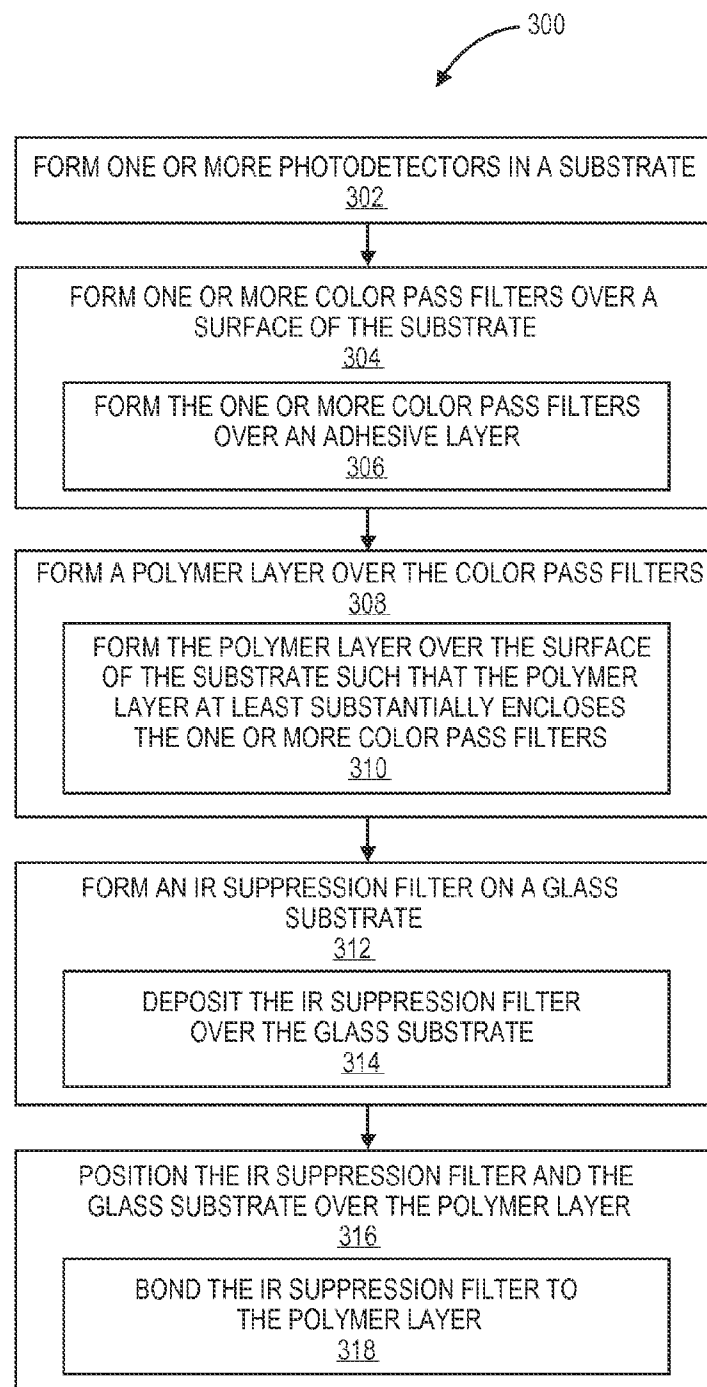 300
FORM ONE OR MORE PHOTODETECTORS IN A SUBSTRATE
302
FORM ONE OR MORE COLOR PASS FILTERS OVER A
SURFACE OF THE SUBSTRATE
304
FORM THE ONE OR MORE COLOR PASS FILTERS
OVER AN ADHESIVE LAYER
306
FORM A POLYMER LAYER OVER THE COLOR PASS FILTERS
308
FORM THE POLYMER LAYER OVER THE SURFACE
OF THE SUBSTRATE SUCH THAT THE POLYMER
LAYER AT LEAST SUBSTANTIALLY ENCLOSES
THE ONE OR MORE COLOR PASS FILTERS
310
FORM AN IR SUPPRESSION FILTER ON A GLASS
SUBSTRATE
312
DEPOSIT THE IR SUPPRESSION FILTER
OVER THE GLASS SUBSTRATE
314
POSITION THE IR SUPPRESSION FILTER AND THE
GLASS SUBSTRATE OVER THE POLYMER LAYER
316
BOND THE IR SUPPRESSION FILTER TO
THE POLYMER LAYER
318